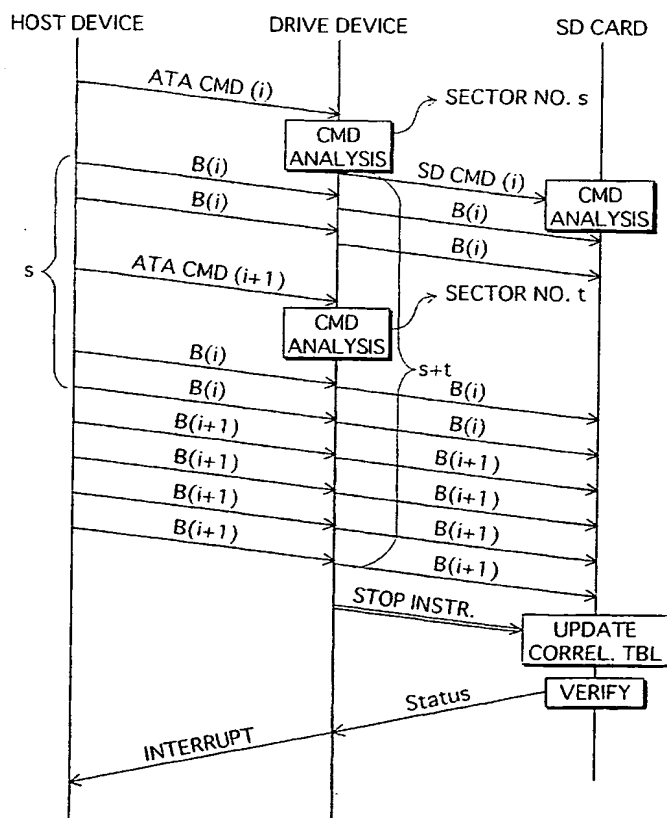 HOST DEVICE DRIVE DEVICE SD CARD
ATA CMD (i)
SECTOR NO. s
CMD
ANALYSIS
B(i)
SD CMD (i)
CMD
ANALYSIS
B(i)
B(i)
B(i)
s
ATA CMD (i+1)
SECTOR NO. t
CMD
ANALYSIS
s+t
B(i)
B(i)
B(i)
B(i)
B(i+1)
B(i+1)
B(i+1)
B(i+1)
B(i+1)
B(i+1)
B(i+1)
B(i+1)
STOP INSTR.
UPDATE
CORREL. TBL
VERIFY
Status
INTERRUPT